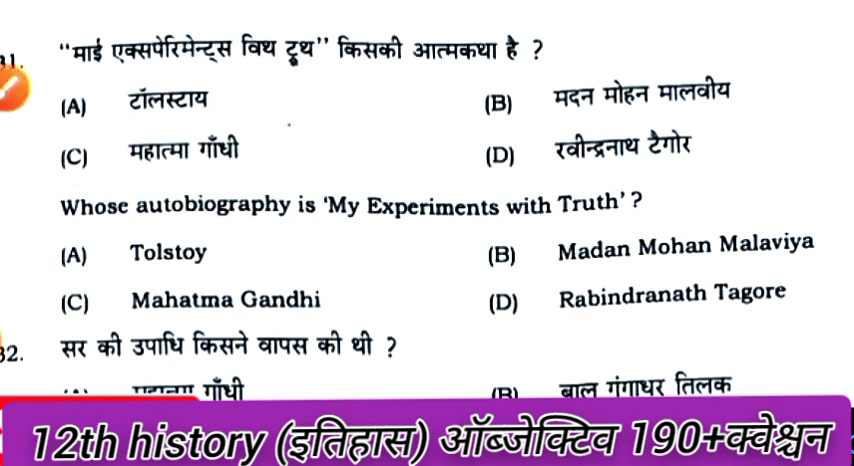 31. "माई एक्सपेरिमेन्ट्स विथ ट्रुथ" किसकी आत्मकथा है ?
(A) टॉलस्टाय (B) मदन मोहन मालवीय
(C) महात्मा गाँधी (D) रवीन्द्रनाथ टैगोर
Whose autobiography is 'My Experiments with Truth' ?
(A) Tolstoy (B) Madan Mohan Malaviya
(C) Mahatma Gandhi (D) Rabindranath Tagore
32. सर की उपाधि किसने वापस की थी ?
गाँधी (B) बाल गंगाधर तिलक
12th history (इतिहास) ऑब्जेक्टिव 190+क्वेश्चन